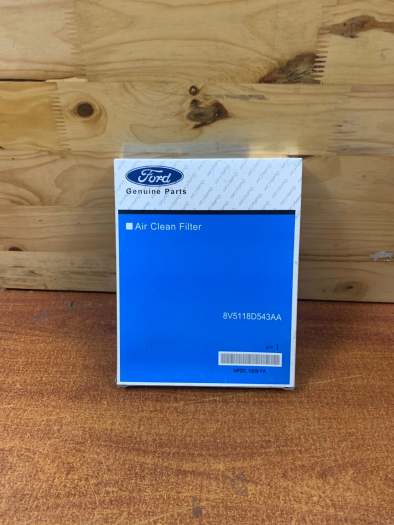 Ford
Genuine Parts
Air Clean Filter
8V5118D543AA